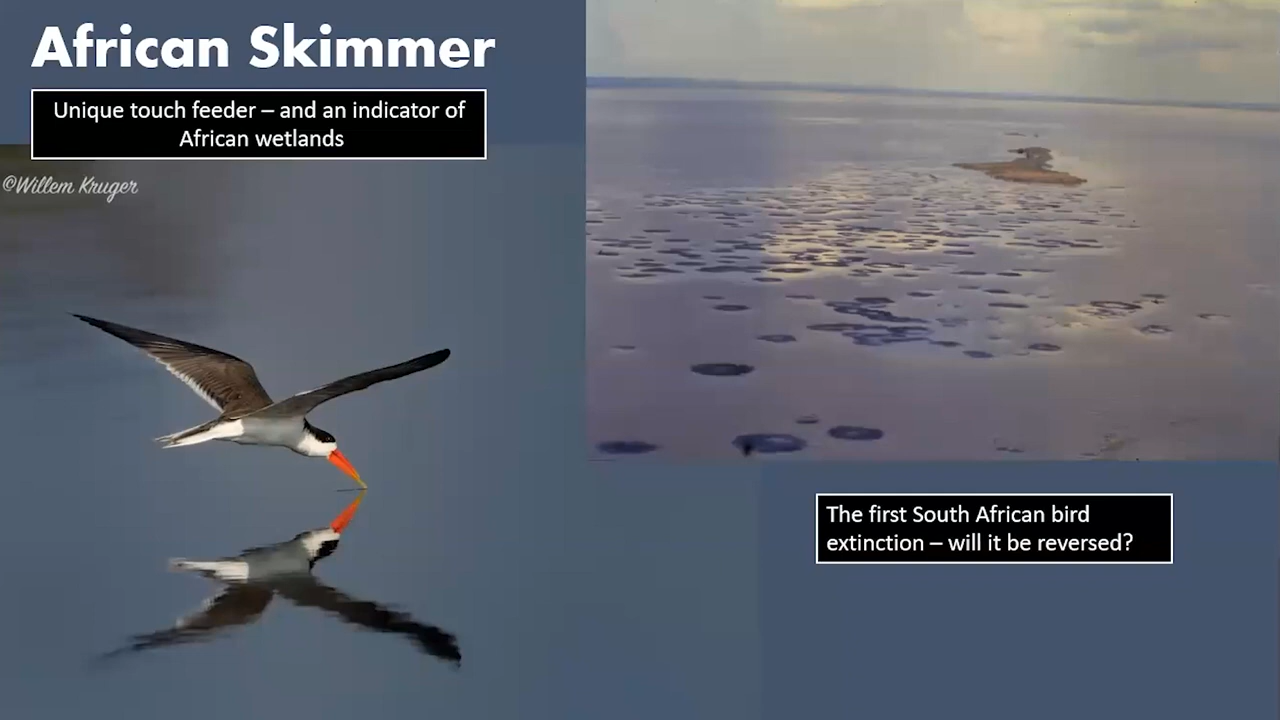 African Skimmer
Unique touch feeder – and an indicator of
African wetlands
©Willem Kruger
The first South African bird
extinction – will it be reversed?